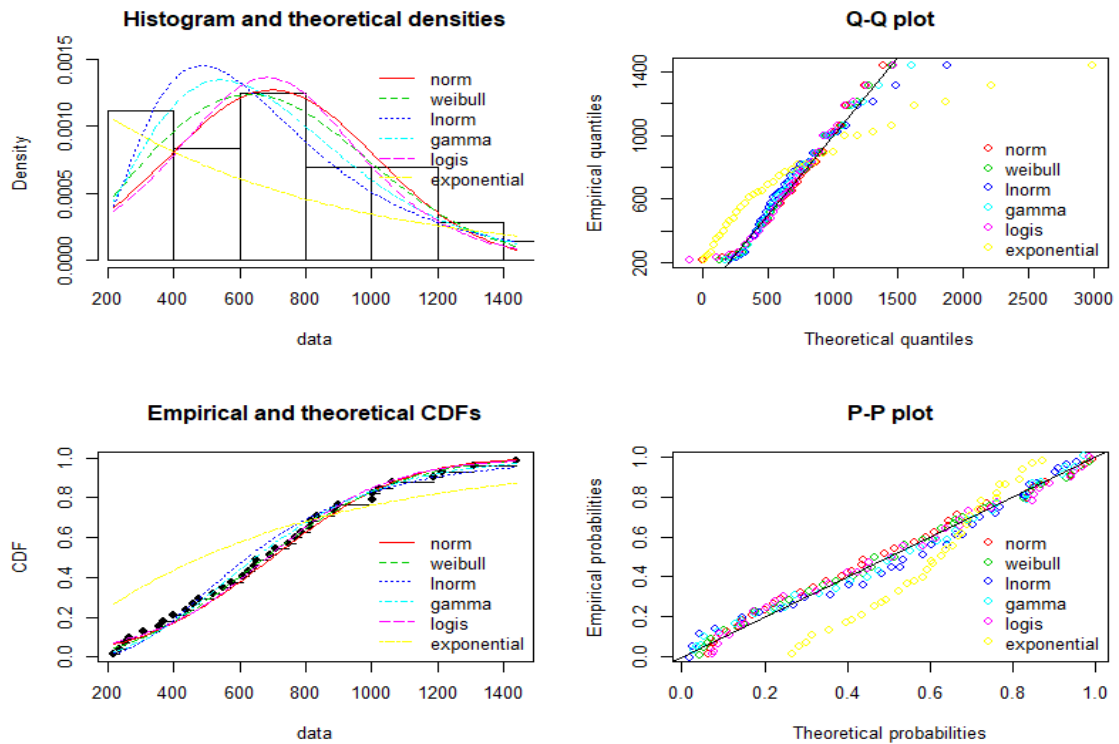 Histogram and theoretical densities
Density
0.0000 0.0005 0.0010 0.0015
norm
weibull
lnorm
gamma
logis
exponential
200 400 600 800 1000 1200 1400
data
Q-Q plot
Empirical quantiles
200 600 1000 1400
norm
weibull
lnorm
gamma
logis
exponential
0 500 1000 1500 2000 2500 3000
Theoretical quantiles
Empirical and theoretical CDFs
CDF
0.0 0.2 0.4 0.6 0.8 1.0
norm
weibull
lnorm
gamma
logis
exponential
200 400 600 800 1000 1200 1400
data
P-P plot
Empirical probabilities
0.0 0.2 0.4 0.6 0.8 1.0
norm
weibull
lnorm
gamma
logis
exponential
0.0 0.2 0.4 0.6 0.8 1.0
Theoretical probabilities